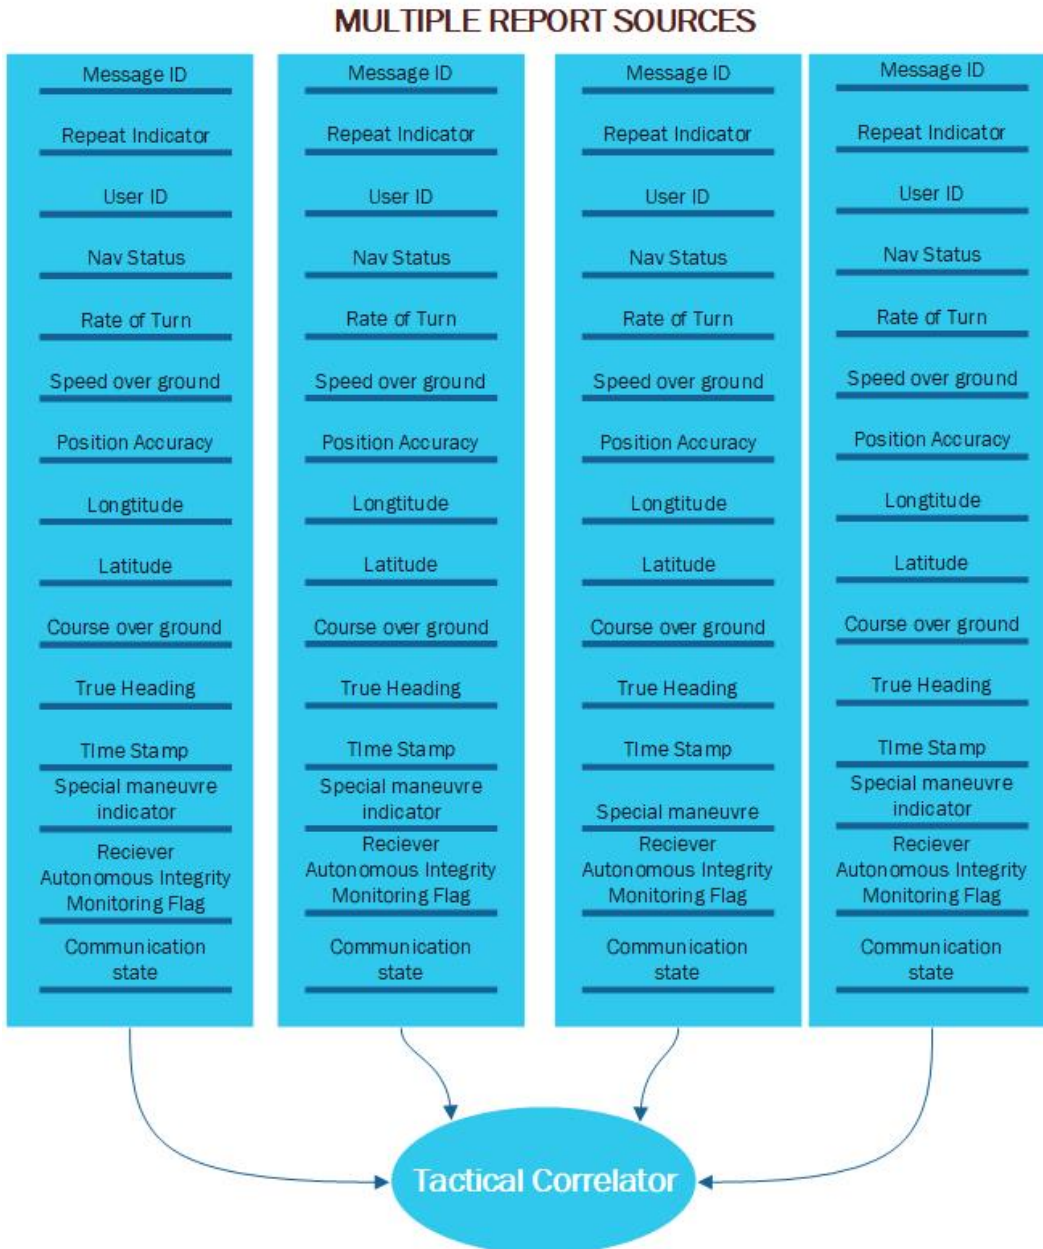 MULTIPLE REPORT SOURCES
Message ID
Repeat Indicator
User ID
Nav Status
Rate of Turn
Speed over ground
Position Accuracy
Longtitude
Latitude
Course over ground
True Heading
TIme Stamp
Special maneuvre
indicator
Reciever
Autonomous Integrity
Monitoring Flag
Communication
state
Message ID
Repeat Indicator
User ID
Nav Status
Rate of Turn
Speed over ground
Position Accuracy
Longtitude
Latitude
Course over ground
True Heading
TIme Stamp
Special maneuvre
indicator
Reciever
Autonomous Integrity
Monitoring Flag
Communication
state
Message ID
Repeat Indicator
User ID
Nav Status
Rate of Turn
Speed over ground
Position Accuracy
Longtitude
Latitude
Course over ground
True Heading
TIme Stamp
Special maneuvre
Reciever
Autonomous Integrity
Monitoring Flag
Communication
state
Message ID
Repeat Indicator
User ID
Nav Status
Rate of Turn
Speed over ground
Position Accuracy
Longtitude
Latitude
Course over ground
True Heading
TIme Stamp
Special maneuvre
indicator
Reciever
Autonomous Integrity
Monitoring Flag
Communication
state
Tactical Correlator